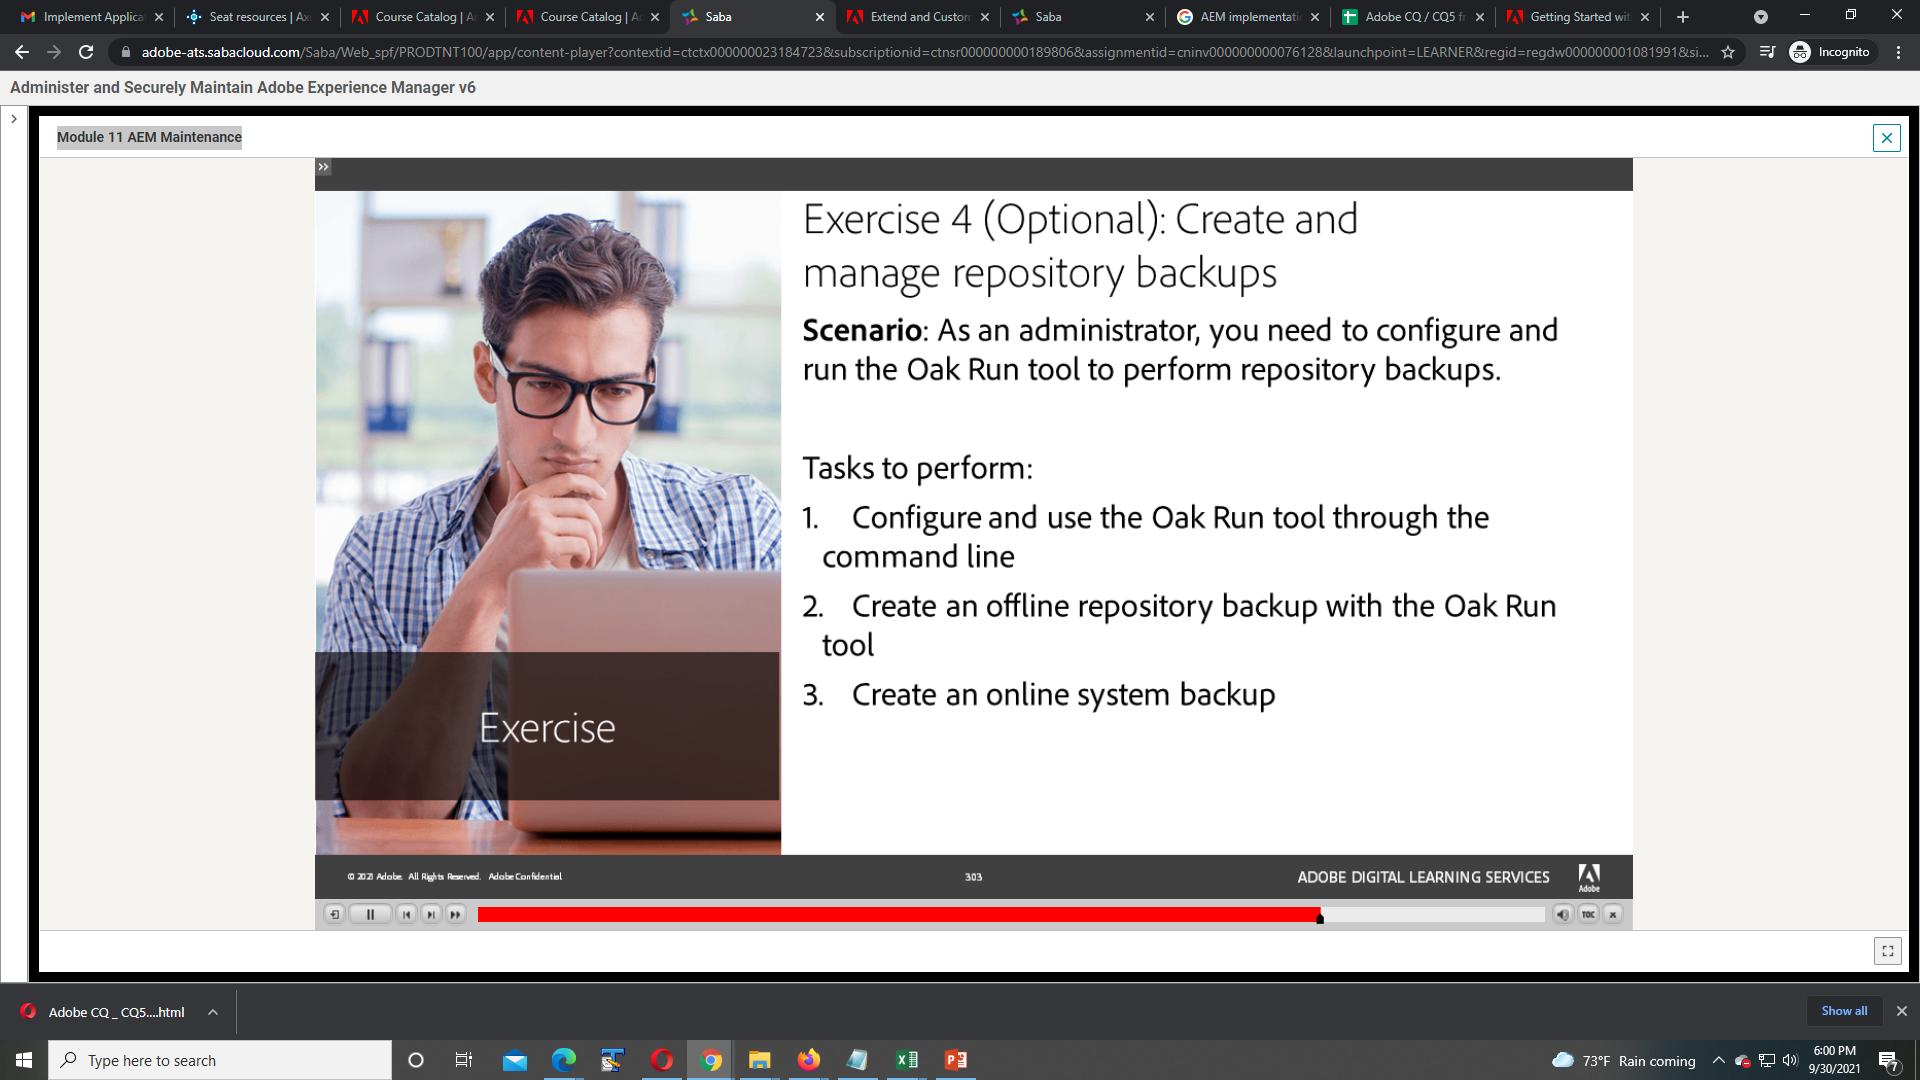 Implement Applica
Seat resources | Ax
Course Catalog | A
Course Catalog | A
Saba
Extend and Custom
Saba
AEM implementati
Adobe CQ / CQ5 fr
Getting Started wit
adobe-ats.sabacloud.com/Saba/Web_spf/PRODTNT100/app/content-player?contextid=ctctx000000023184723&subscriptionid=ctnsr000000000189806&assignmentid=cninv000000000076128&launchpoint=LEARNER&regid=regdw000000001081991&si...
Incognito
Administer and Securely Maintain Adobe Experience Manager v6
Module 11 AEM Maintenance
Exercise 4 (Optional): Create and
manage repository backups
Scenario: As an administrator, you need to configure and
run the Oak Run tool to perform repository backups.
Tasks to perform:
1. Configure and use the Oak Run tool through the
command line
2. Create an offline repository backup with the Oak Run
tool
3. Create an online system backup
Exercise
© 2021 Adobe. All Rights Reserved. Adobe Confidential
303
ADOBE DIGITAL LEARNING SERVICES
Adobe
TOC
Adobe CQ _ CQ5....html
Show all
Type here to search
73°F Rain coming
6:00 PM
9/30/2021
7